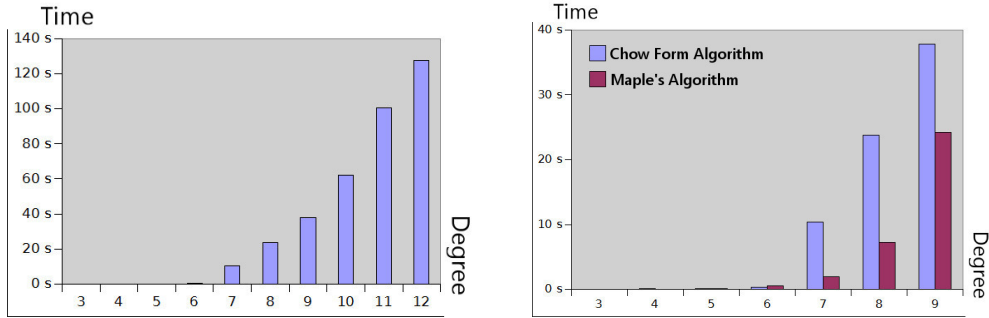 Time
140 s
120 s
100 s
80 s
60 s
40 s
20 s
0 s
3 4 5 6 7 8 9 10 11 12
Degree
Time
40 s
30 s
20 s
10 s
0 s
Chow Form Algorithm
Maple's Algorithm
3 4 5 6 7 8 9
Degree